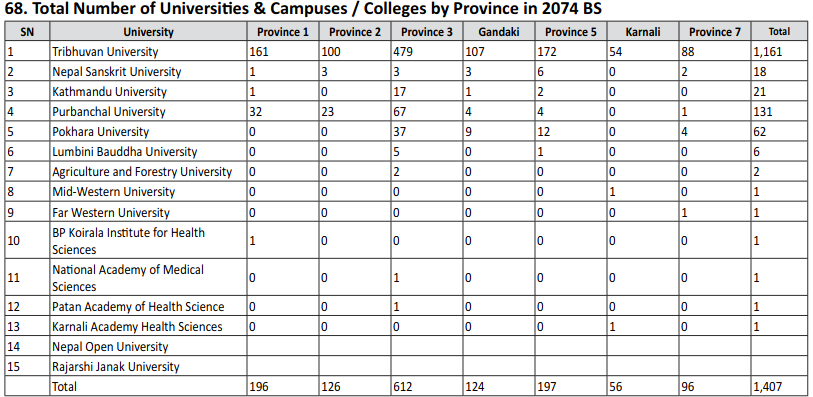 68. Total Number of Universities & Campuses / Colleges by Province in 2074 BS
SN University Province 1 Province 2 Province 3 Gandaki Province 5 Karnali Province 7 Total
1 Tribhuvan University 161 100 479 107 172 54 88 1,161
2 Nepal Sanskrit University 1 3 3 3 6 0 2 18
3 Kathmandu University 1 0 17 1 2 0 0 21
4 Purbanchal University 32 23 67 4 4 0 1 131
5 Pokhara University 0 0 37 9 12 0 4 62
6 Lumbini Bauddha University 0 0 5 0 1 0 0 6
7 Agriculture and Forestry University 0 0 2 0 0 0 0 2
8 Mid-Western University 0 0 0 0 0 1 0 1
9 Far Western University 0 0 0 0 0 0 1 1
10 BP Koirala Institute for Health Sciences 1 0 0 0 0 0 0 1
11 National Academy of Medical Sciences 0 0 1 0 0 0 0 1
12 Patan Academy of Health Science 0 0 1 0 0 0 0 1
13 Karnali Academy Health Sciences 0 0 0 0 0 1 0 1
14 Nepal Open University
15 Rajarshi Janak University
Total 196 126 612 124 197 56 96 1,407